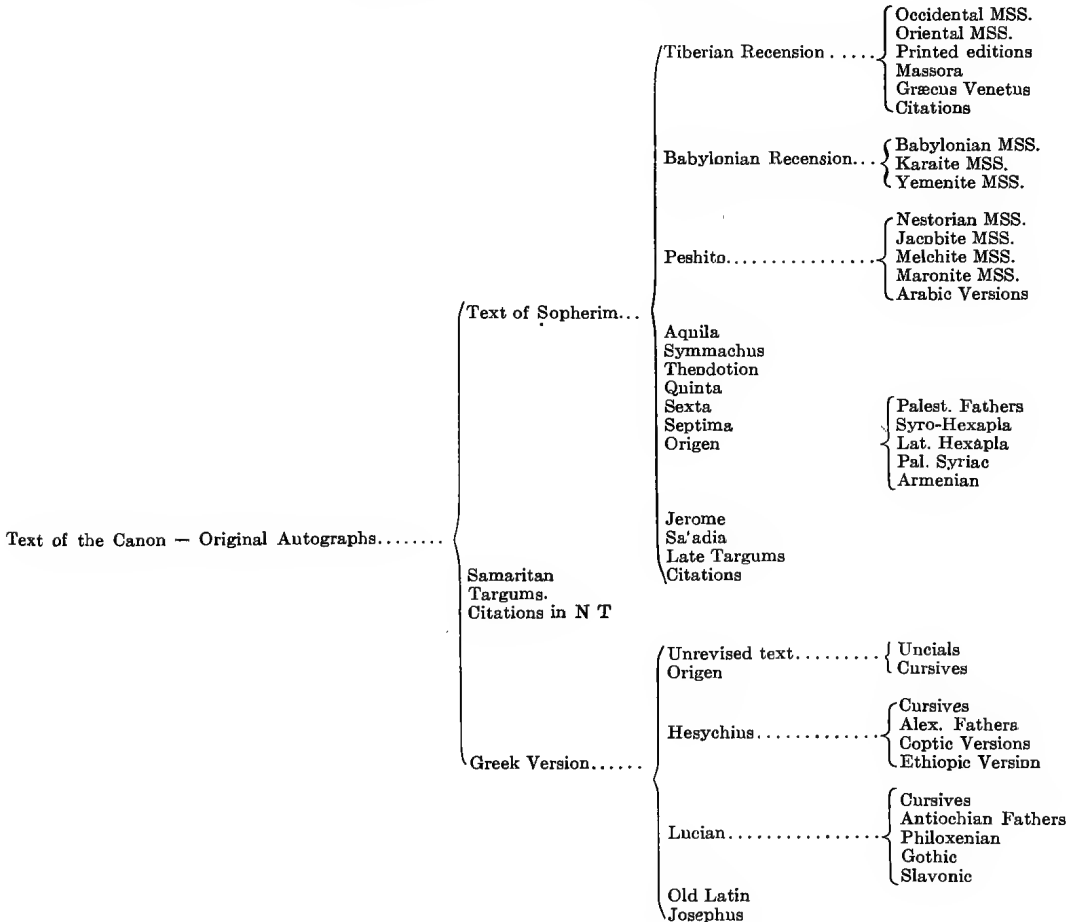 Text of the Canon — Original Autographs........
Text of Sopherim...
Tiberian Recension .....
Occidental MSS.
Oriental MSS.
Printed editions
Massora
Græcus Venetus
Citations
Babylonian Recension...
Babylonian MSS.
Karaite MSS.
Yemenite MSS.
Peshito................
Nestorian MSS.
Jacobite MSS.
Melchite MSS.
Maronite MSS.
Arabic Versions
Aquila
Symmachus
Theodotion
Quinta
Sexta
Septima
Origen
Palest. Fathers
Syro-Hexapla
Lat. Hexapla
Pal. Syriac
Armenian
Jerome
Sa'adia
Late Targums
Citations
Samaritan
Targums.
Citations in N T
Greek Version......
Unrevised text.........
Uncials
Cursives
Origen
Hesychius.............
Cursives
Alex. Fathers
Coptic Versions
Ethiopic Version
Lucian................
Cursives
Antiochian Fathers
Philoxenian
Gothic
Slavonic
Old Latin
Josephus